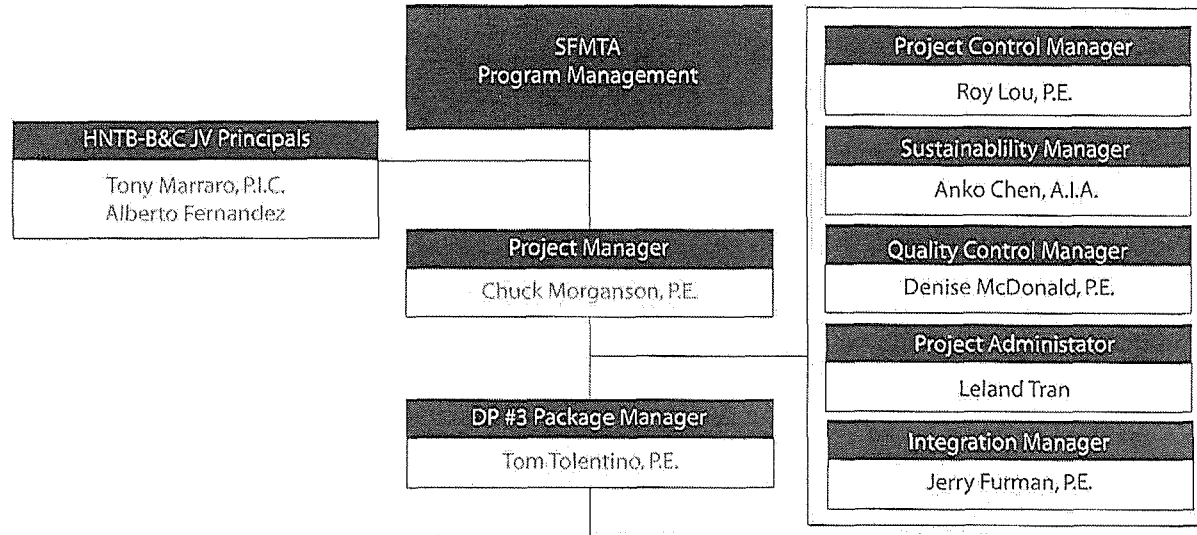 SFMTA
Program Management
HNTB-B&C JV Principals
Tony Marraro, P.I.C.
Alberto Fernandez
Project Manager
Chuck Morganson, P.E.
DP #3 Package Manager
Tom Tolentino, P.E.
Project Control Manager
Roy Lou, P.E.
Sustainablility Manager
Anko Chen, A.I.A.
Quality Control Manager
Denise McDonald, P.E.
Project Administator
Leland Tran
Integration Manager
Jerry Furman, P.E.